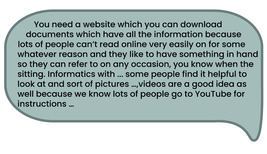 You need a website which you can download
documents which have all the information because
lots of people can't read online very easily on for some
whatever reason and they like to have something in hand
so they can refer to on any occasion, you know when the
sitting. Informatics with ... some people find it helpful to
look at and sort of pictures ...,videos are a good idea as
well because we know lots of people go to YouTube for
instructions ...